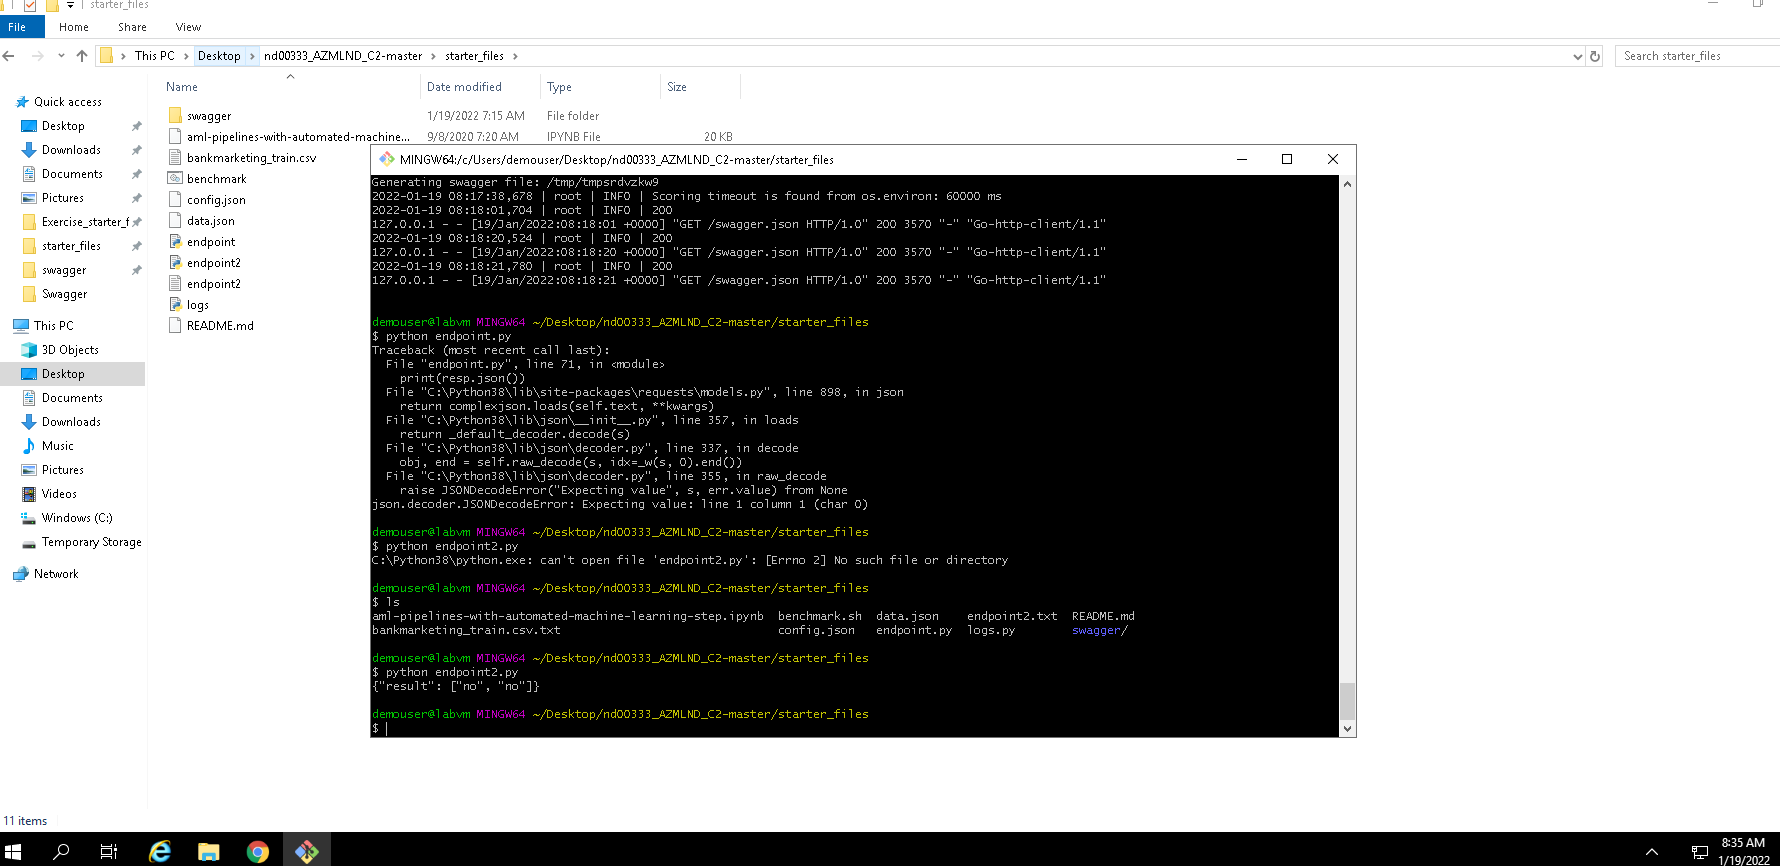 starter_files
File Home Share View
This PC Desktop nd00333_AZMLND_C2-master starter_files
Search starter_files
Name Date modified Type Size
Quick access
Desktop
Downloads
Documents
Pictures
Exercise_starter_f
starter_files
swagger
Swagger
This PC
3D Objects
Desktop
Documents
Downloads
Music
Pictures
Videos
Windows (C:)
Temporary Storage
Network
swagger 1/19/2022 7:15 AM File folder
aml-pipelines-with-automated-machine... 9/8/2020 7:20 AM IPYNB File 20 KB
bankmarketing_train.csv
benchmark
config.json
data.json
endpoint
endpoint2
endpoint2
logs
README.md
MINGW64:/c/Users/demouser/Desktop/nd00333_AZMLND_C2-master/starter_files
Generating swagger file: /tmp/tmpsrdvzkw9
2022-01-19 08:17:38,678 | root | INFO | Scoring timeout is found from os.environ: 60000 ms
2022-01-19 08:18:01,704 | root | INFO | 200
127.0.0.1 - - [19/Jan/2022:08:18:01 +0000] "GET /swagger.json HTTP/1.0" 200 3570 "-" "Go-http-client/1.1"
2022-01-19 08:18:20,524 | root | INFO | 200
127.0.0.1 - - [19/Jan/2022:08:18:20 +0000] "GET /swagger.json HTTP/1.0" 200 3570 "-" "Go-http-client/1.1"
2022-01-19 08:18:21,780 | root | INFO | 200
127.0.0.1 - - [19/Jan/2022:08:18:21 +0000] "GET /swagger.json HTTP/1.0" 200 3570 "-" "Go-http-client/1.1"
demouser@labvm MINGW64 ~/Desktop/nd00333_AZMLND_C2-master/starter_files
$ python endpoint.py
Traceback (most recent call last):
File "endpoint.py", line 71, in <module>
print(resp.json())
File "C:\Python38\lib\site-packages\requests\models.py", line 898, in json
return complexjson.loads(self.text, **kwargs)
File "C:\Python38\lib\json\__init__.py", line 357, in loads
return _default_decoder.decode(s)
File "C:\Python38\lib\json\decoder.py", line 337, in decode
obj, end = self.raw_decode(s, idx=_w(s, 0).end())
File "C:\Python38\lib\json\decoder.py", line 355, in raw_decode
raise JSONDecodeError("Expecting value", s, err.value) from None
json.decoder.JSONDecodeError: Expecting value: line 1 column 1 (char 0)
demouser@labvm MINGW64 ~/Desktop/nd00333_AZMLND_C2-master/starter_files
$ python endpoint2.py
C:\Python38\python.exe: can't open file 'endpoint2.py': [Errno 2] No such file or directory
demouser@labvm MINGW64 ~/Desktop/nd00333_AZMLND_C2-master/starter_files
$ ls
aml-pipelines-with-automated-machine-learning-step.ipynb benchmark.sh data.json endpoint2.txt README.md
bankmarketing_train.csv.txt config.json endpoint.py logs.py swagger/
demouser@labvm MINGW64 ~/Desktop/nd00333_AZMLND_C2-master/starter_files
$ python endpoint2.py
{"result": ["no", "no"]}
demouser@labvm MINGW64 ~/Desktop/nd00333_AZMLND_C2-master/starter_files
$
11 items
8:35 AM
1/19/2022